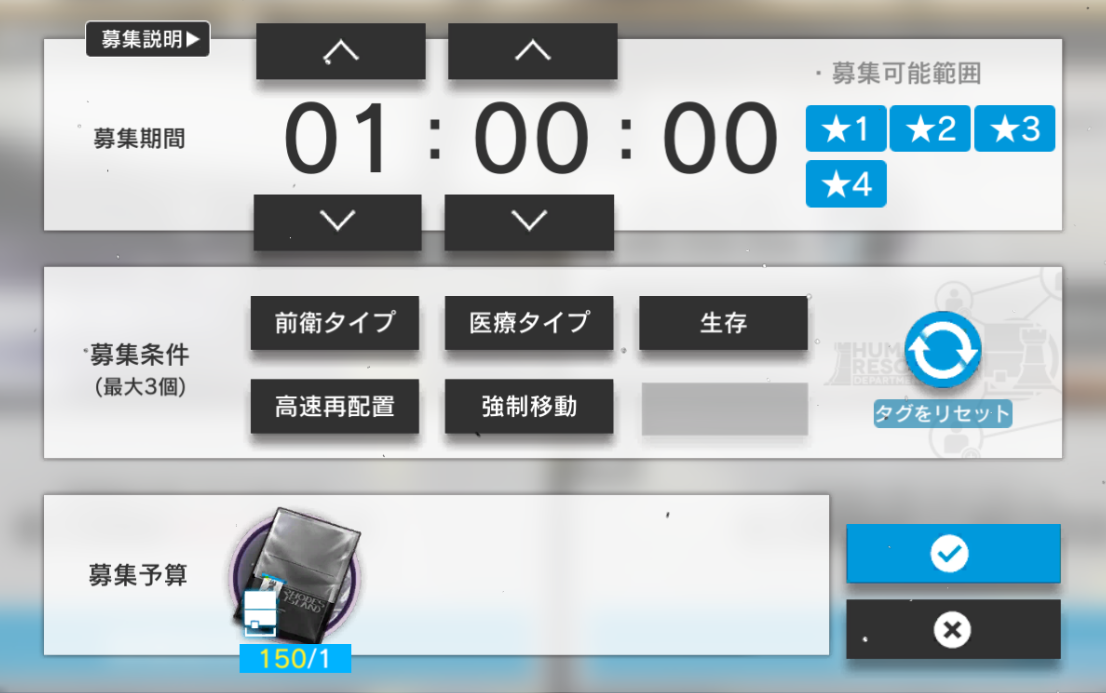 募集説明▶
・募集可能範囲
募集期間
01:00:00
★1 ★2 ★3
★4
前衛タイプ 医療タイプ 生存
募集条件
(最大3個)
高速再配置 強制移動
タグをリセット
募集予算
RHODES
ISLAND
150/1